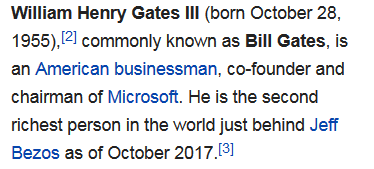 William Henry Gates III (born October 28,
1955),[2] commonly known as Bill Gates, is
an American businessman, co-founder and
chairman of Microsoft. He is the second
richest person in the world just behind Jeff
Bezos as of October 2017.[3]